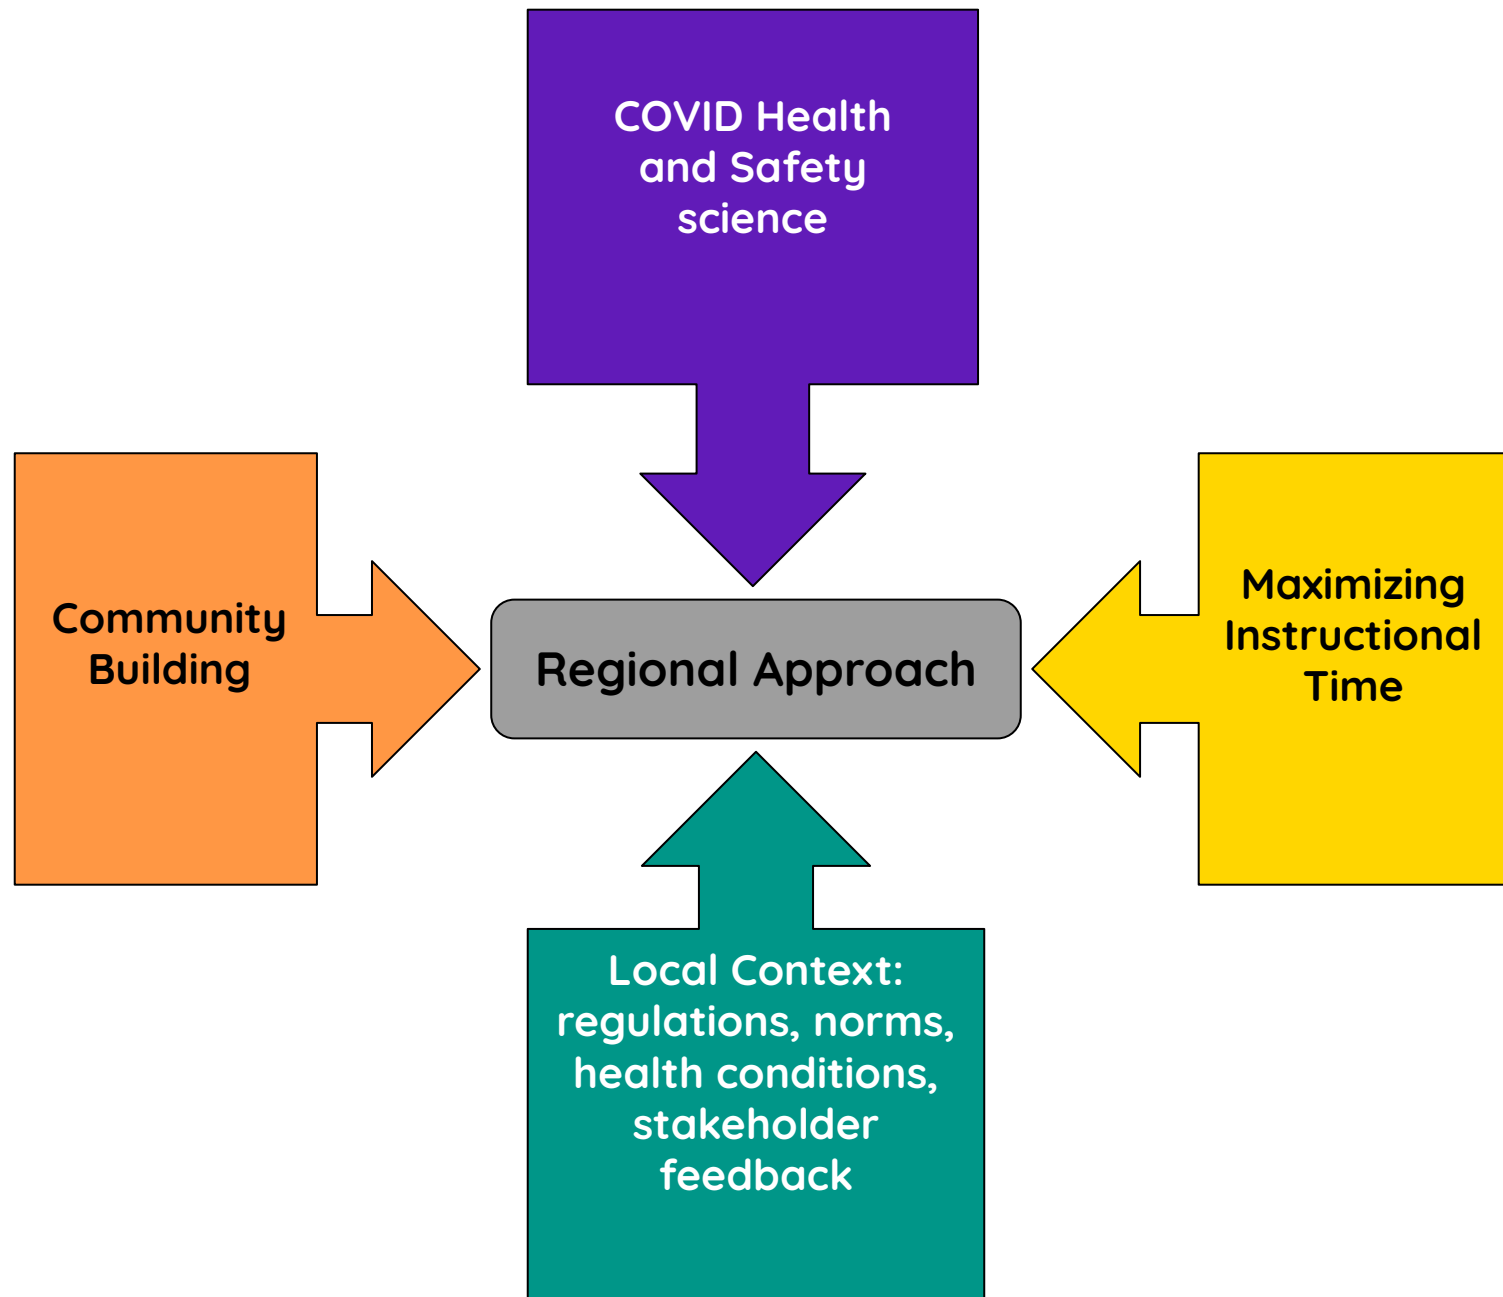 COVID Health
and Safety
science
Community
Building
Regional Approach
Maximizing
Instructional
Time
Local Context:
regulations, norms,
health conditions,
stakeholder
feedback